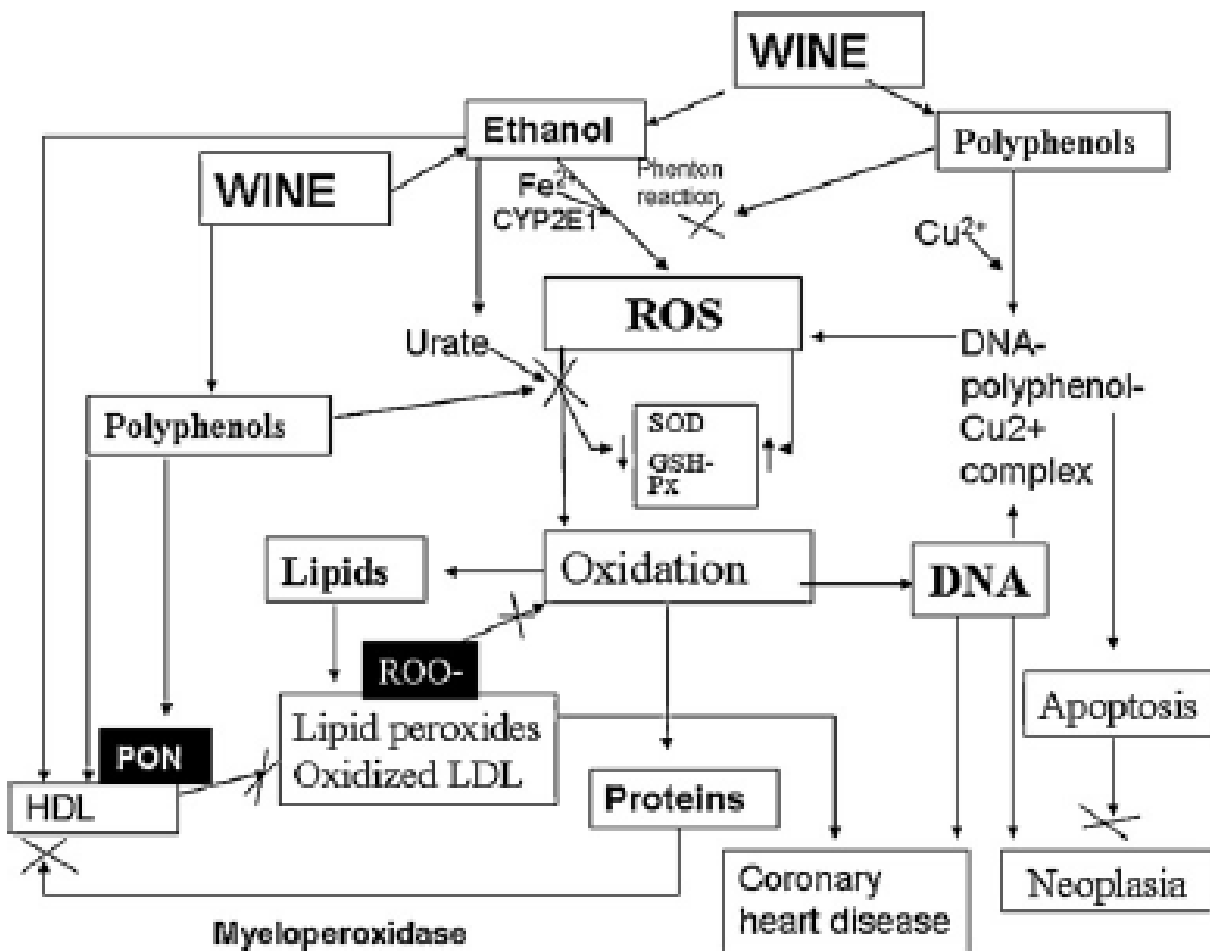 WINE
Ethanol
Polyphenols
WINE
Fe2+
CYP2E1
Phenton
reaction
Cu2+
ROS
Urate
DNA-
polyphenol-
Cu2+
complex
Polyphenols
SOD
GSH-
Px
Lipids
Oxidation
DNA
ROO-
Lipid peroxides
Oxidized LDL
Apoptosis
PON
HDL
Proteins
Coronary
heart disease
Neoplasia
Myeloperoxidase